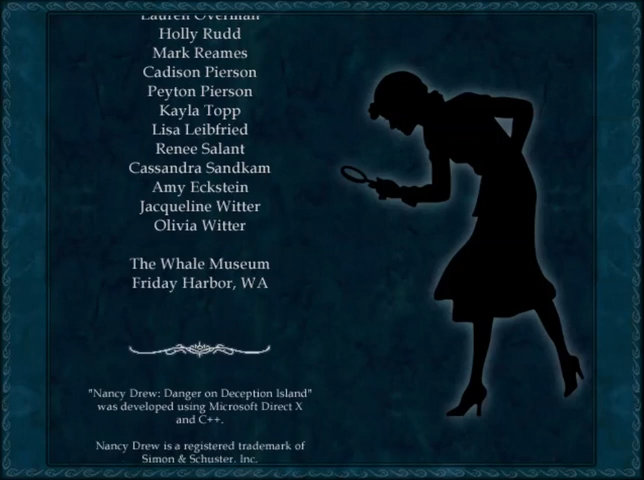 Lauren Overman
Holly Rudd
Mark Reames
Cadison Pierson
Peyton Pierson
Kayla Topp
Lisa Leibfried
Renee Salant
Cassandra Sandkam
Amy Eckstein
Jacqueline Witter
Olivia Witter
The Whale Museum
Friday Harbor, WA
"Nancy Drew: Danger on Deception Island"
was developed using Microsoft Direct X
and C++.
Nancy Drew is a registered trademark of
Simon & Schuster, Inc.